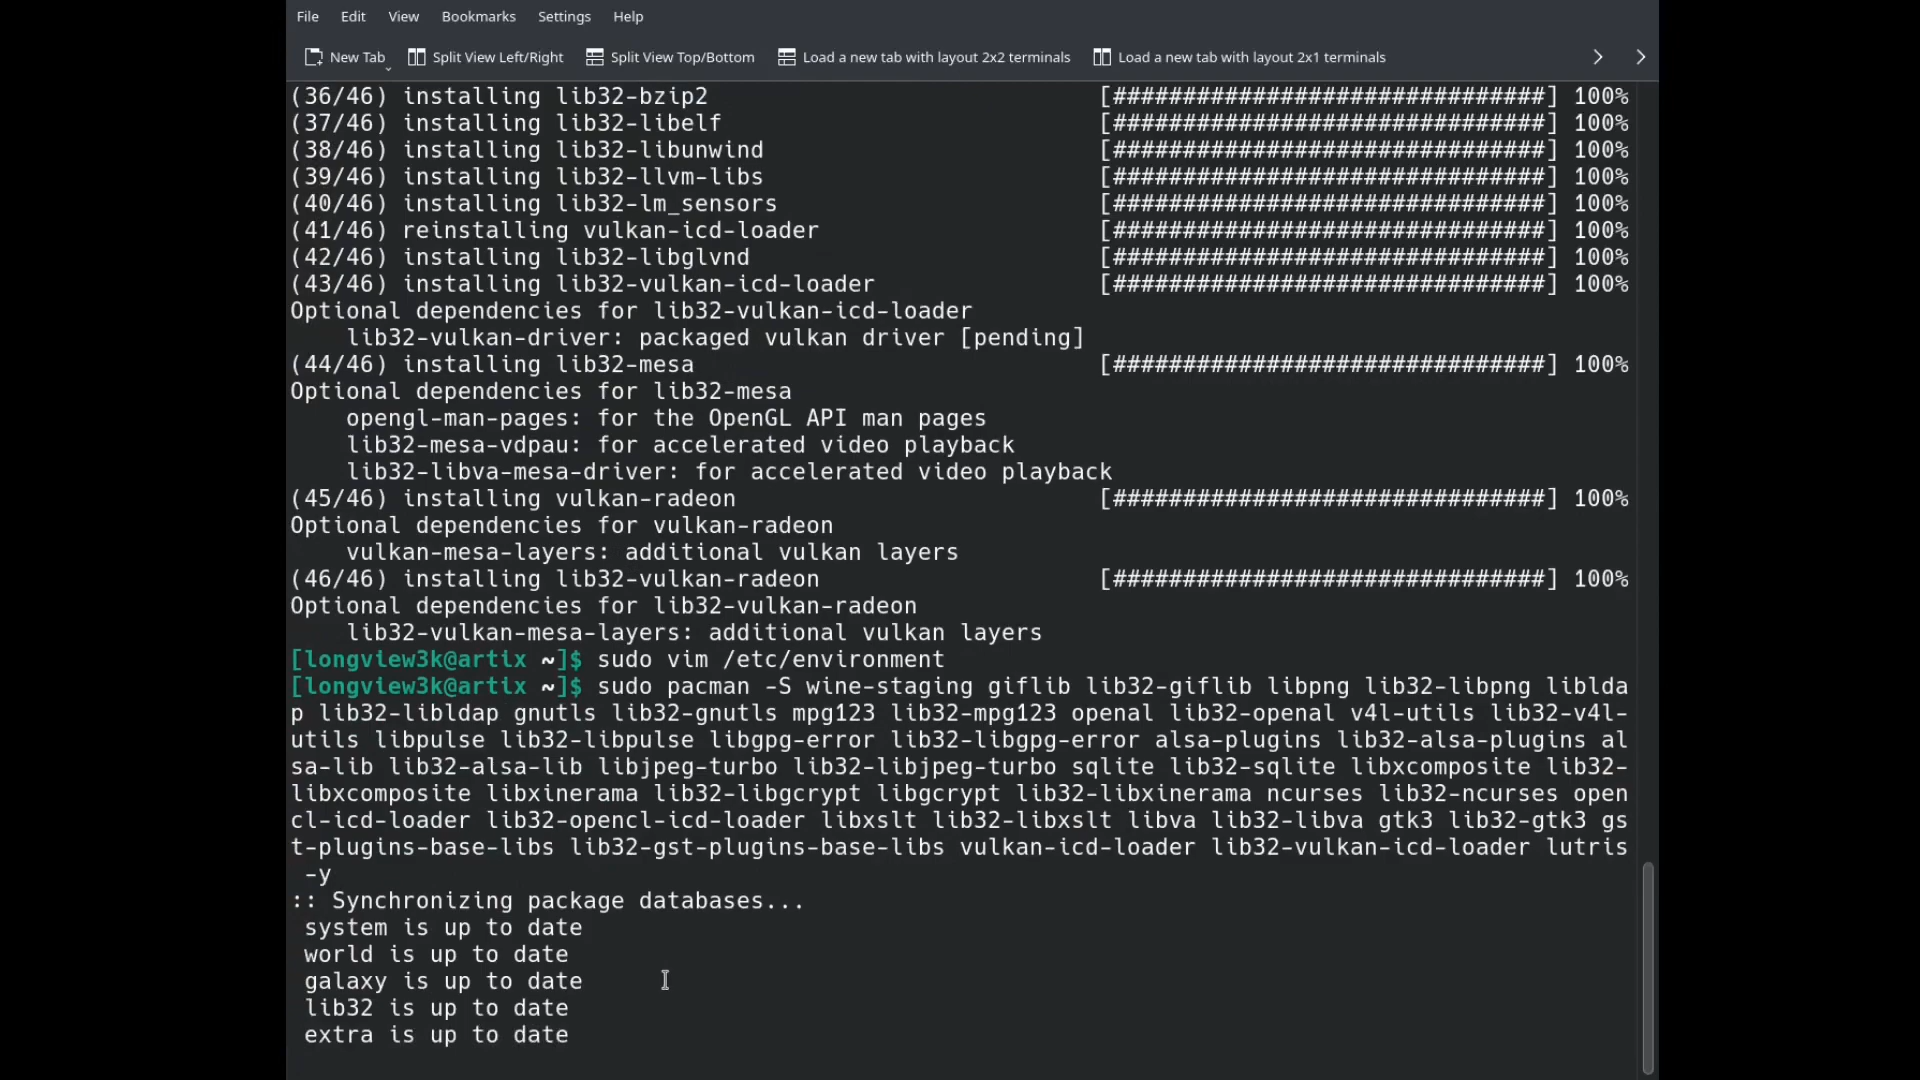 File Edit View Bookmarks Settings Help
New Tab Split View Left/Right Split View Top/Bottom Load a new tab with layout 2x2 terminals Load a new tab with layout 2x1 terminals
(36/46) installing lib32-bzip2 [###############################] 100%
(37/46) installing lib32-libelf [###############################] 100%
(38/46) installing lib32-libunwind [###############################] 100%
(39/46) installing lib32-llvm-libs [###############################] 100%
(40/46) installing lib32-lm_sensors [###############################] 100%
(41/46) reinstalling vulkan-icd-loader [###############################] 100%
(42/46) installing lib32-libglvnd [###############################] 100%
(43/46) installing lib32-vulkan-icd-loader [###############################] 100%
Optional dependencies for lib32-vulkan-icd-loader
lib32-vulkan-driver: packaged vulkan driver [pending]
(44/46) installing lib32-mesa [###############################] 100%
Optional dependencies for lib32-mesa
opengl-man-pages: for the OpenGL API man pages
lib32-mesa-vdpau: for accelerated video playback
lib32-libva-mesa-driver: for accelerated video playback
(45/46) installing vulkan-radeon [###############################] 100%
Optional dependencies for vulkan-radeon
vulkan-mesa-layers: additional vulkan layers
(46/46) installing lib32-vulkan-radeon [###############################] 100%
Optional dependencies for lib32-vulkan-radeon
lib32-vulkan-mesa-layers: additional vulkan layers
[longview3k@artix ~]$ sudo vim /etc/environment
[longview3k@artix ~]$ sudo pacman -S wine-staging giflib lib32-giflib libpng lib32-libpng liblda
p lib32-libldap gnutls lib32-gnutls mpg123 lib32-mpg123 openal lib32-openal v4l-utils lib32-v4l-
utils libpulse lib32-libpulse libgpg-error lib32-libgpg-error alsa-plugins lib32-alsa-plugins al
sa-lib lib32-alsa-lib libjpeg-turbo lib32-libjpeg-turbo sqlite lib32-sqlite libxcomposite lib32-
libxcomposite libxinerama lib32-libgcrypt libgcrypt lib32-libxinerama ncurses lib32-ncurses open
cl-icd-loader lib32-opencl-icd-loader libxslt lib32-libxslt libva lib32-libva gtk3 lib32-gtk3 gs
t-plugins-base-libs lib32-gst-plugins-base-libs vulkan-icd-loader lib32-vulkan-icd-loader lutris
-y
:: Synchronizing package databases...
system is up to date
world is up to date
galaxy is up to date
lib32 is up to date
extra is up to date